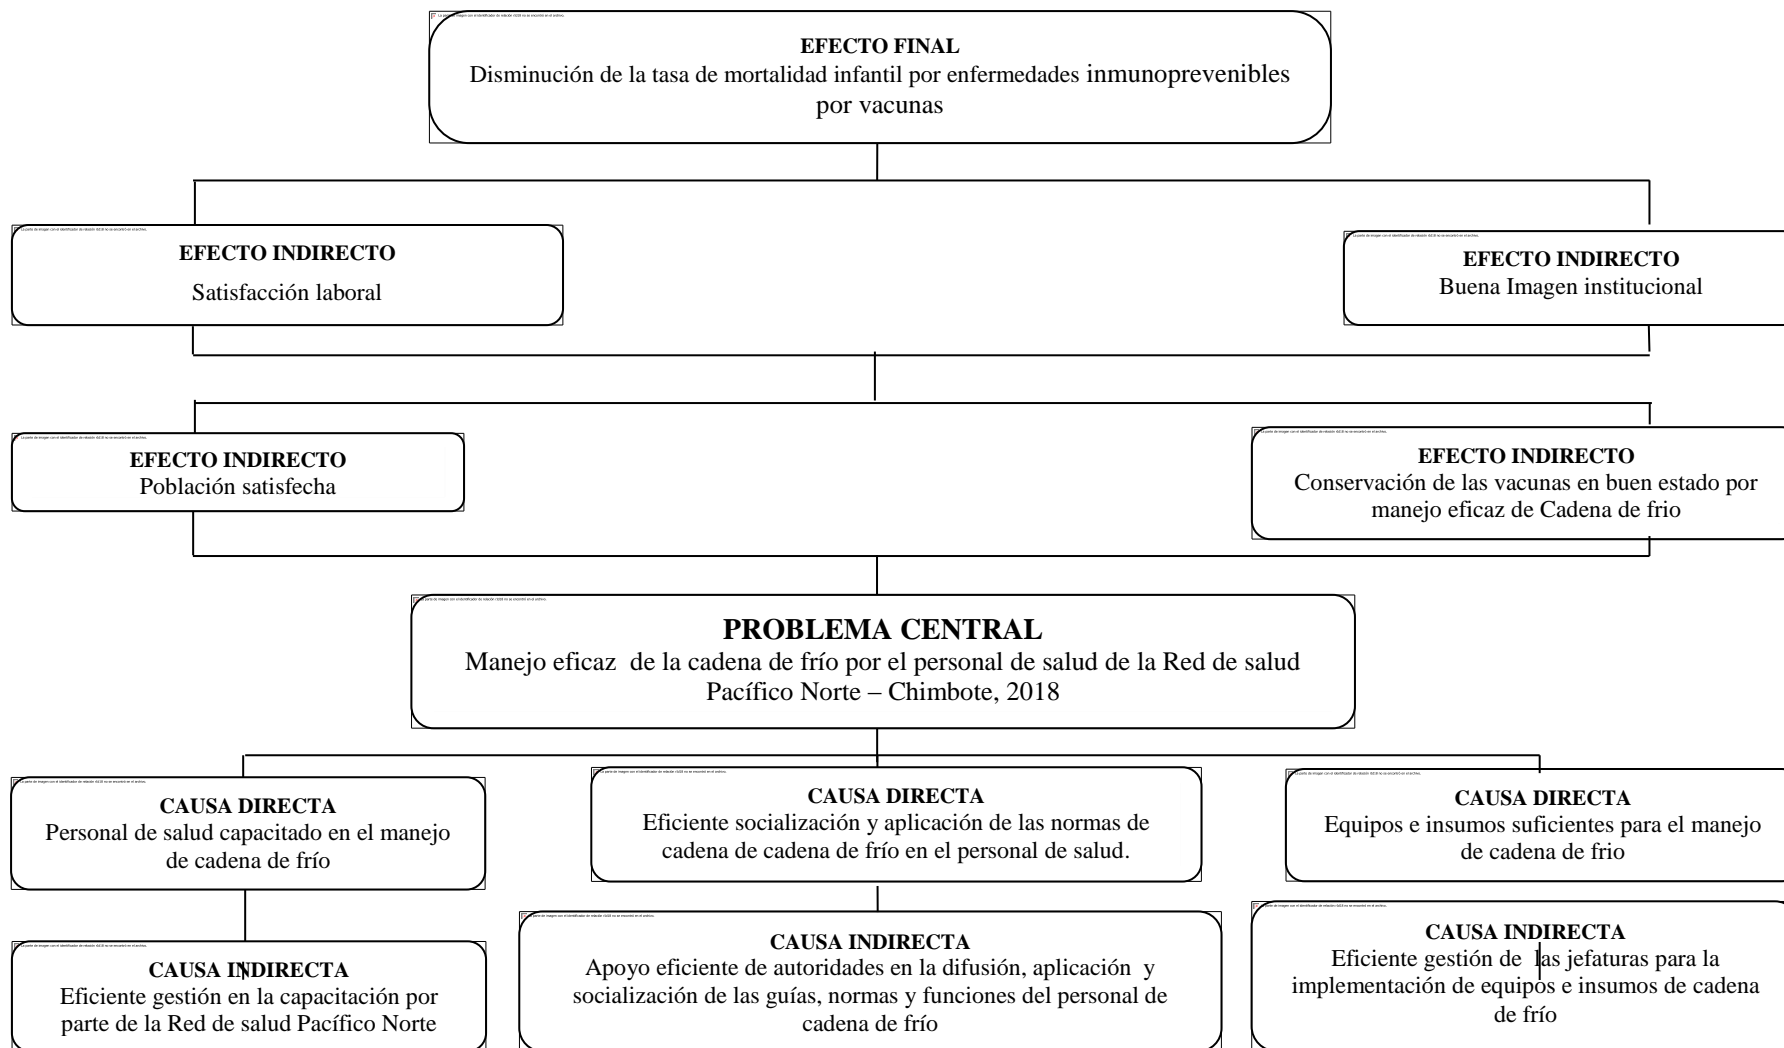 EFECTO FINAL
Disminución de la tasa de mortalidad infantil por enfermedades inmunoprevenibles
por vacunas
EFECTO INDIRECTO
Satisfacción laboral
EFECTO INDIRECTO
Buena Imagen institucional
EFECTO INDIRECTO
Población satisfecha
EFECTO INDIRECTO
Conservación de las vacunas en buen estado por
manejo eficaz de Cadena de frio
PROBLEMA CENTRAL
Manejo eficaz de la cadena de frío por el personal de salud de la Red de salud
Pacífico Norte – Chimbote, 2018
CAUSA DIRECTA
Personal de salud capacitado en el manejo
de cadena de frío
CAUSA DIRECTA
Eficiente socialización y aplicación de las normas de
cadena de cadena de frío en el personal de salud.
CAUSA DIRECTA
Equipos e insumos suficientes para el manejo
de cadena de frio
CAUSA INDIRECTA
Eficiente gestión en la capacitación por
parte de la Red de salud Pacífico Norte
CAUSA INDIRECTA
Apoyo eficiente de autoridades en la difusión, aplicación y
socialización de las guías, normas y funciones del personal de
cadena de frío
CAUSA INDIRECTA
Eficiente gestión de las jefaturas para la
implementación de equipos e insumos de cadena
de frío